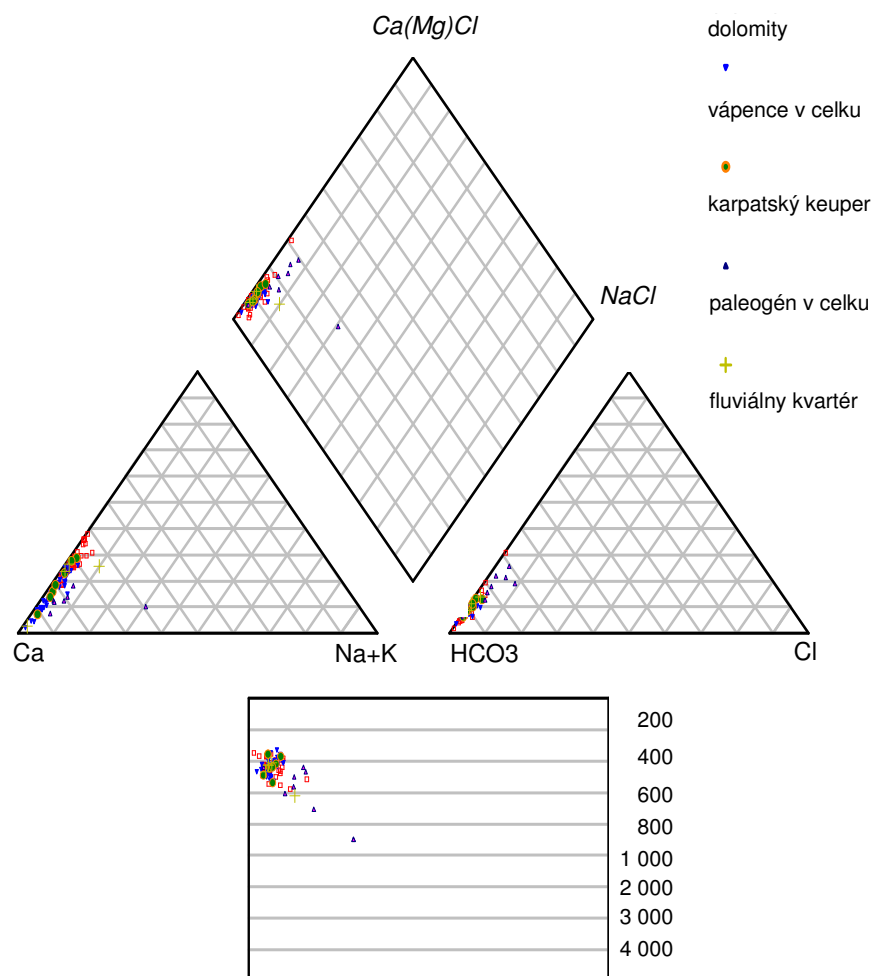 Ca(Mg)Cl
dolomity
vápence v celku
karpatský keuper
NaCl
paleogén v celku
fluviálny kvartér
Ca
Na+K
HCO3
Cl
200
400
600
800
1 000
2 000
3 000
4 000